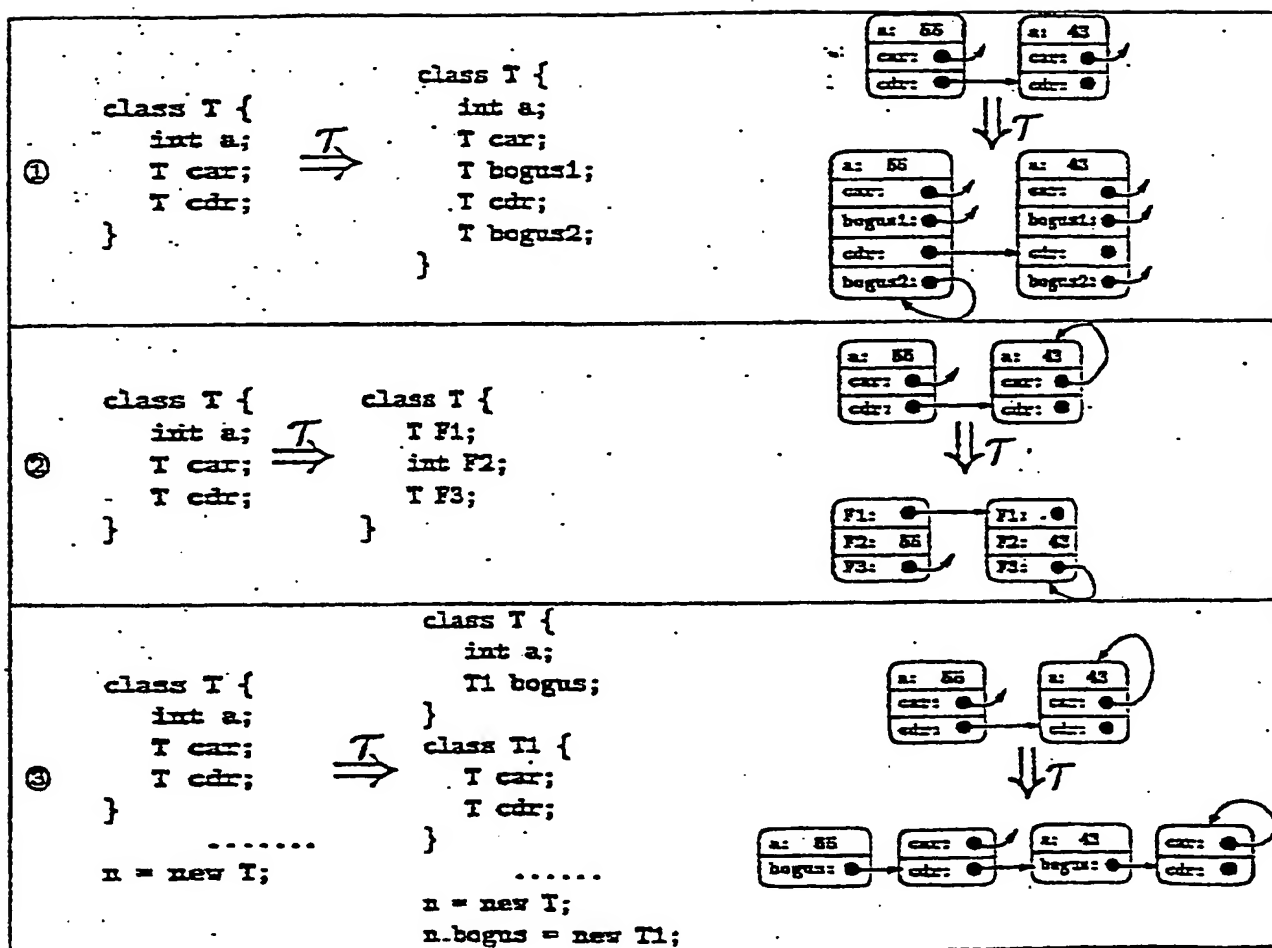 ①
class T {
int a;
T car;
T cdr;
}
T
class T {
int a;
T car;
T bogus1;
T cdr;
T bogus2;
}
a: 55
car:
cdr:
a: 43
car:
cdr:
T
a: 55
car:
bogus1:
cdr:
bogus2:
a: 43
car:
bogus1:
cdr:
bogus2:
②
class T {
int a;
T car;
T cdr;
}
T
class T {
T F1;
int F2;
T F3;
}
a: 55
car:
cdr:
a: 43
car:
cdr:
T
F1:
F2: 55
F3:
F1:
F2: 43
F3:
③
class T {
int a;
T car;
T cdr;
}
.......
n = new T;
T
class T {
int a;
T1 bogus;
}
class T1 {
T car;
T cdr;
}
......
n = new T;
n.bogus = new T1;
a: 55
car:
cdr:
a: 43
car:
cdr:
T
a: 55
bogus:
car:
cdr:
a: 43
bogus:
car:
cdr: